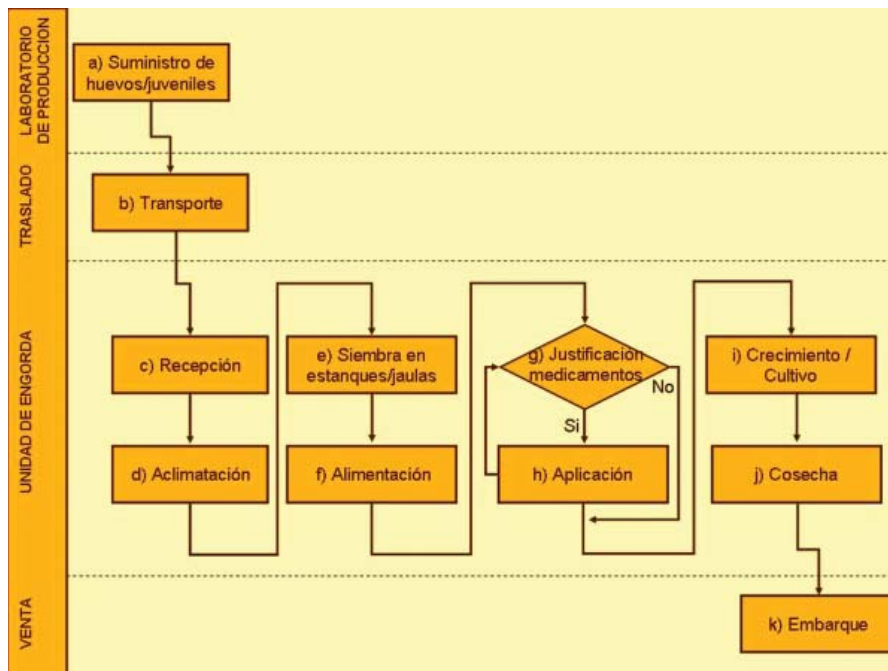 LABORATORIO
DE PRODUCCION
a) Suministro de
huevos/juveniles
TRASLADO
b) Transporte
UNIDAD DE ENGORDA
c) Recepción
d) Aclimatación
e) Siembra en
estanques/jaulas
f) Alimentación
g) Justificación
medicamentos
No
Si
h) Aplicación
i) Crecimiento /
Cultivo
j) Cosecha
VENTA
k) Embarque